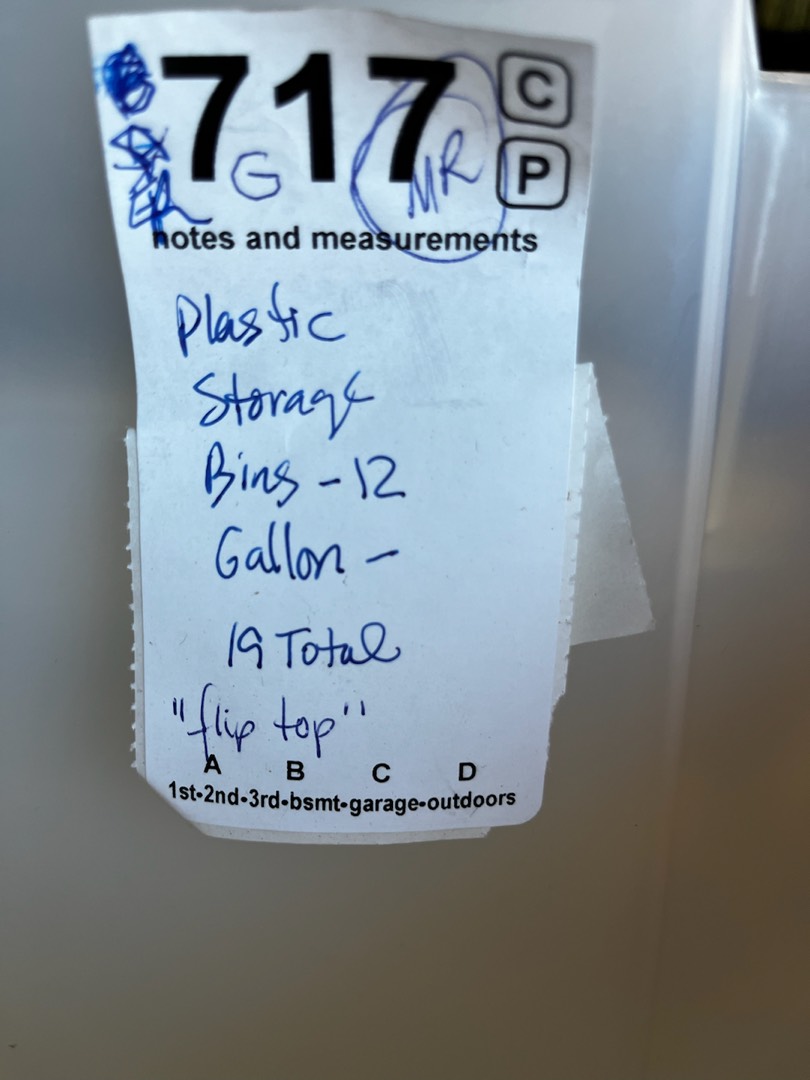 717 C
G MR P
notes and measurements
Plastic
Storage
Bins - 12
Gallon -
19 Total
"flip top"
A B C D
1st•2nd•3rd•bsmt•garage•outdoors